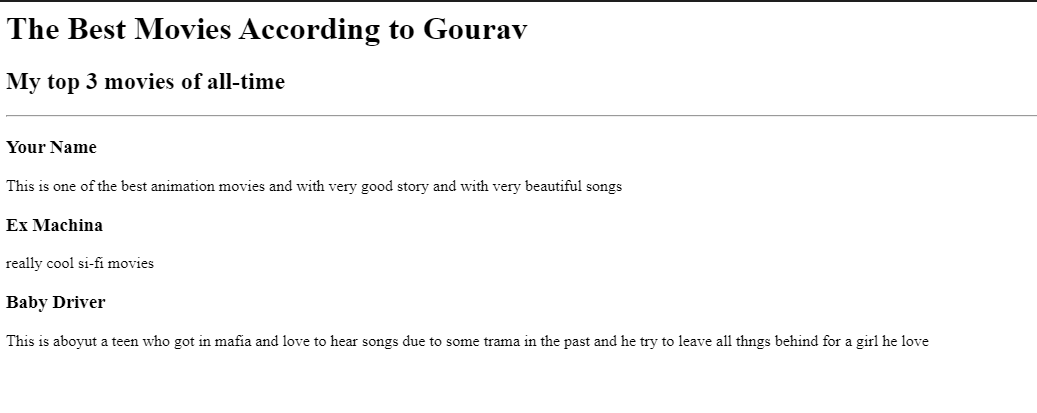 The Best Movies According to Gourav
My top 3 movies of all-time
Your Name
This is one of the best animation movies and with very good story and with very beautiful songs
Ex Machina
really cool si-fi movies
Baby Driver
This is aboyut a teen who got in mafia and love to hear songs due to some trama in the past and he try to leave all thngs behind for a girl he love